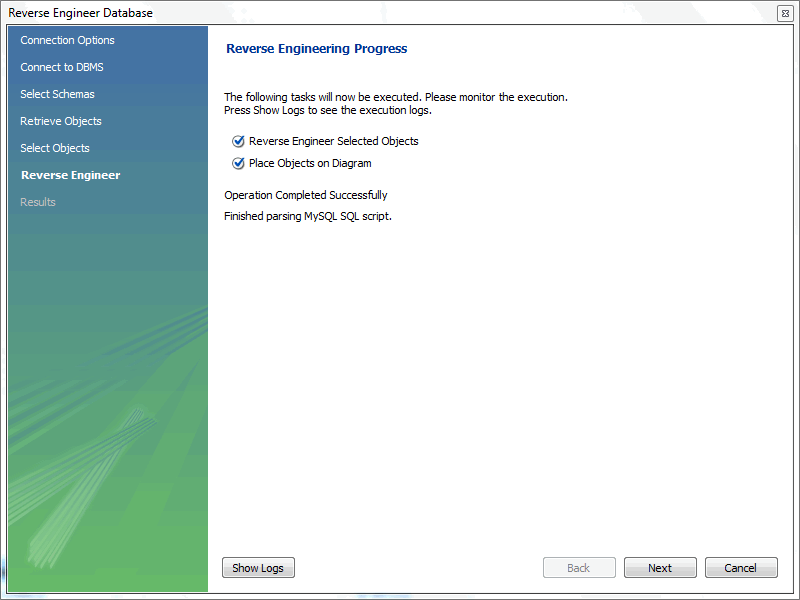 Reverse Engineer Database
Connection Options
Connect to DBMS
Select Schemas
Retrieve Objects
Select Objects
Reverse Engineer
Results
Reverse Engineering Progress
The following tasks will now be executed. Please monitor the execution.
Press Show Logs to see the execution logs.
Reverse Engineer Selected Objects
Place Objects on Diagram
Operation Completed Successfully
Finished parsing MySQL SQL script.
Show Logs
Back
Next
Cancel